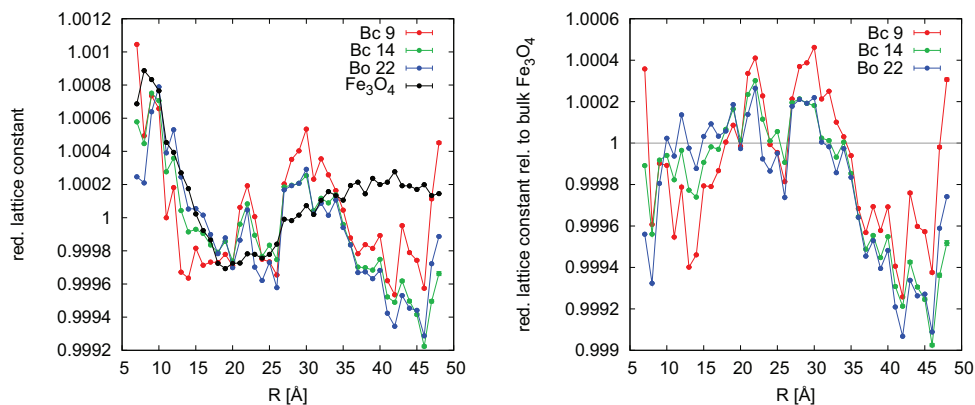 red. lattice constant
1.0012
1.001
1.0008
1.0006
1.0004
1.0002
1
0.9998
0.9996
0.9994
0.9992
5 10 15 20 25 30 35 40 45 50
R [Å]
Bc 9
Bc 14
Bo 22
Fe₃O₄
red. lattice constant rel. to bulk Fe₃O₄
1.0006
1.0004
1.0002
1
0.9998
0.9996
0.9994
0.9992
0.999
5 10 15 20 25 30 35 40 45 50
R [Å]
Bc 9
Bc 14
Bo 22